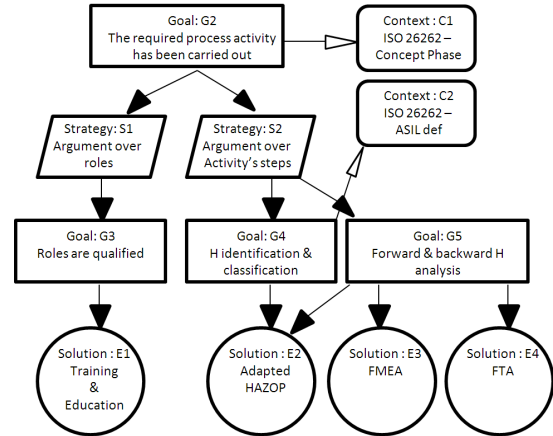 Goal: G2
The required process activity
has been carried out
Context : C1
ISO 26262 –
Concept Phase
Context : C2
ISO 26262 –
ASIL def
Strategy: S1
Argument over
roles
Strategy: S2
Argument over
Activity's steps
Goal: G3
Roles are qualified
Goal: G4
H identification &
classification
Goal: G5
Forward & backward H
analysis
Solution : E1
Training
&
Education
Solution : E2
Adapted
HAZOP
Solution : E3
FMEA
Solution : E4
FTA